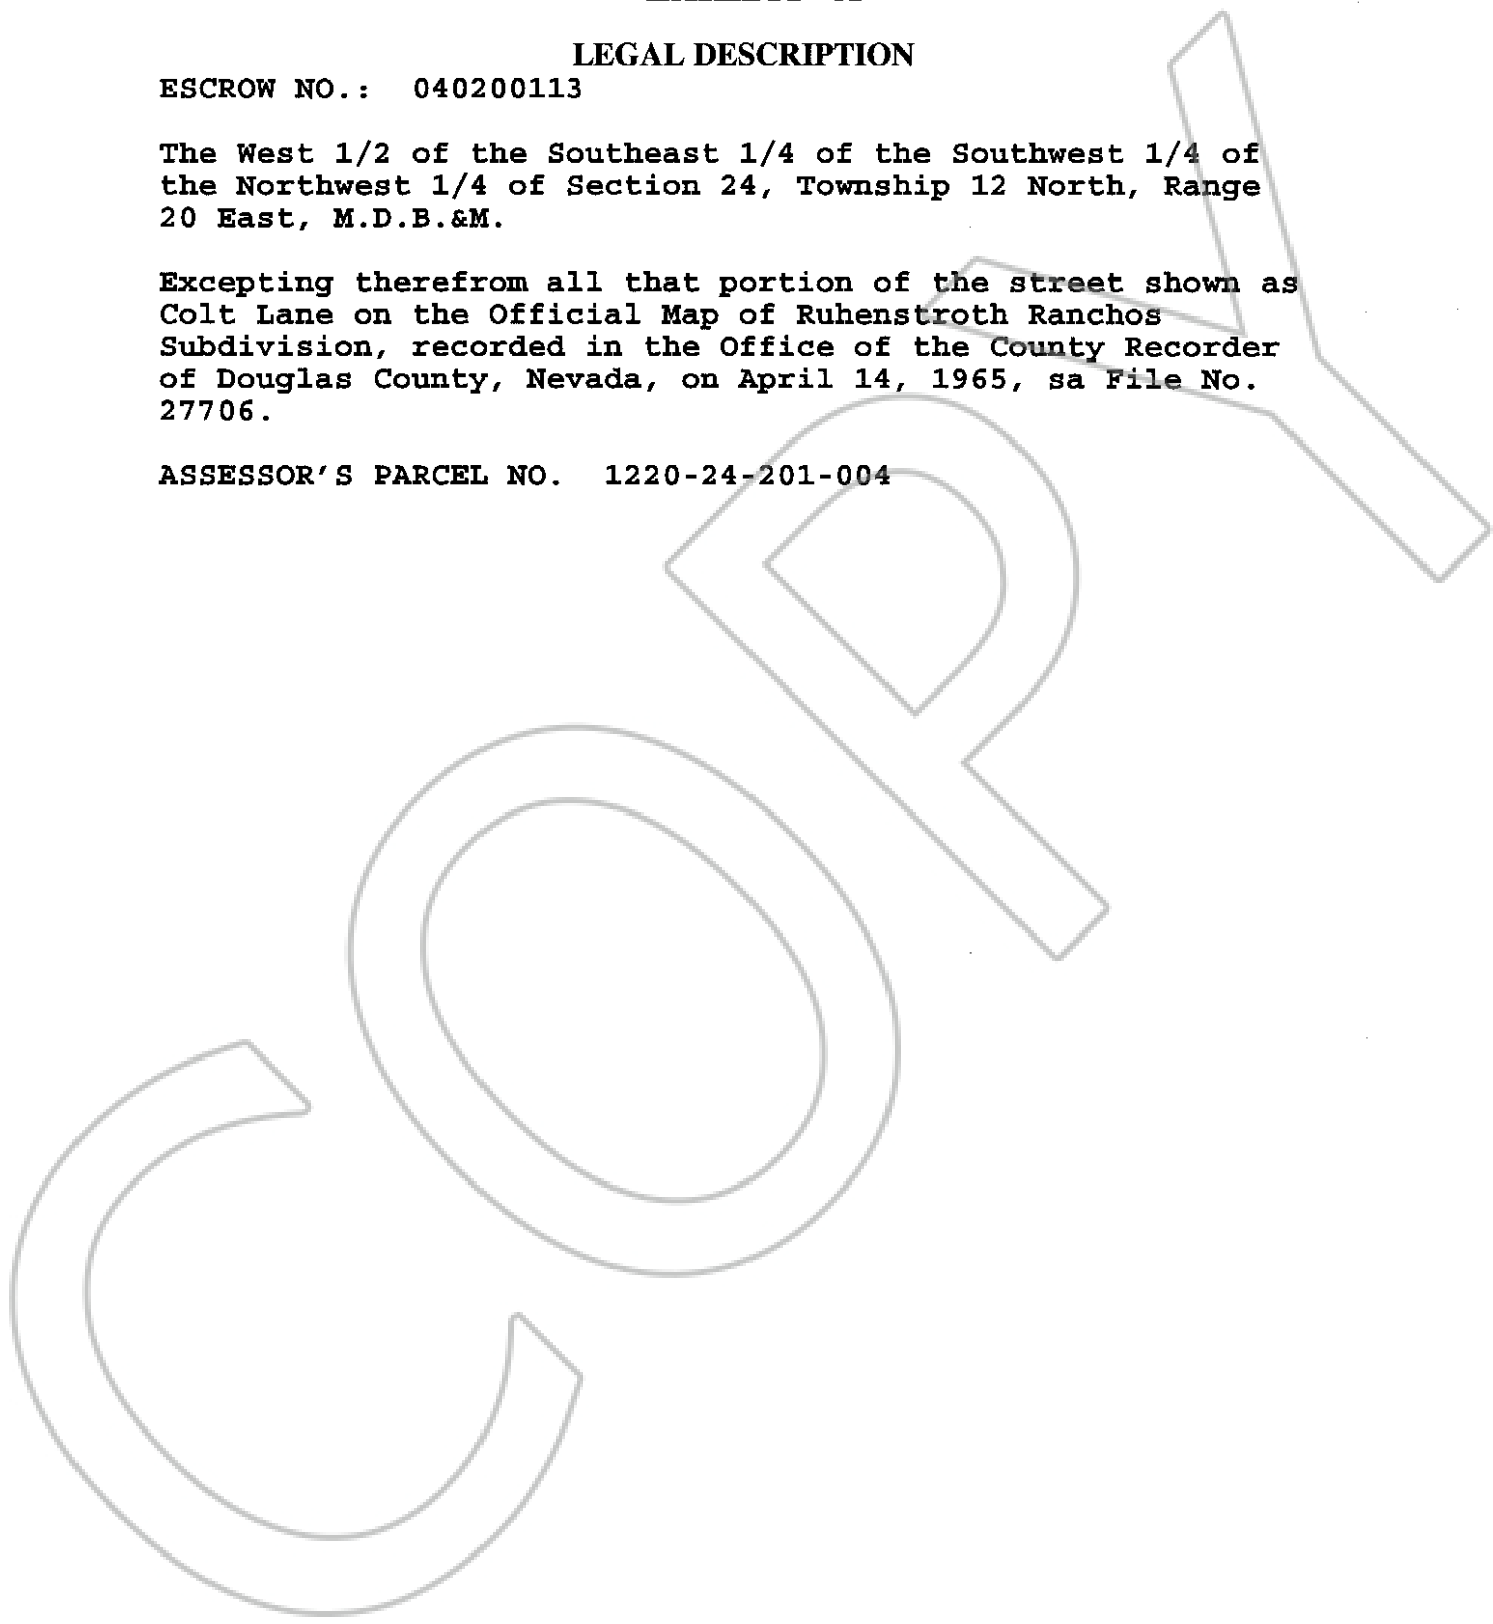 LEGAL DESCRIPTION
ESCROW NO.: 040200113
The West 1/2 of the Southeast 1/4 of the Southwest 1/4 of
the Northwest 1/4 of Section 24, Township 12 North, Range
20 East, M.D.B.&M.
Excepting therefrom all that portion of the street shown as
Colt Lane on the Official Map of Ruhenstroth Ranchos
Subdivision, recorded in the Office of the County Recorder
of Douglas County, Nevada, on April 14, 1965, sa File No.
27706.
ASSESSOR'S PARCEL NO. 1220-24-201-004
COPY